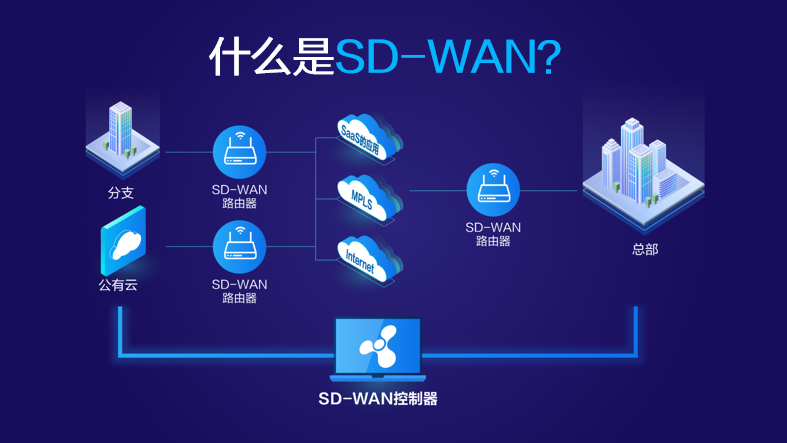 什么是SD-WAN?
分支
SD-WAN
路由器
公有云
SD-WAN
路由器
SaaS的应用
MPLS
Internet
SD-WAN
路由器
总部
SD-WAN控制器